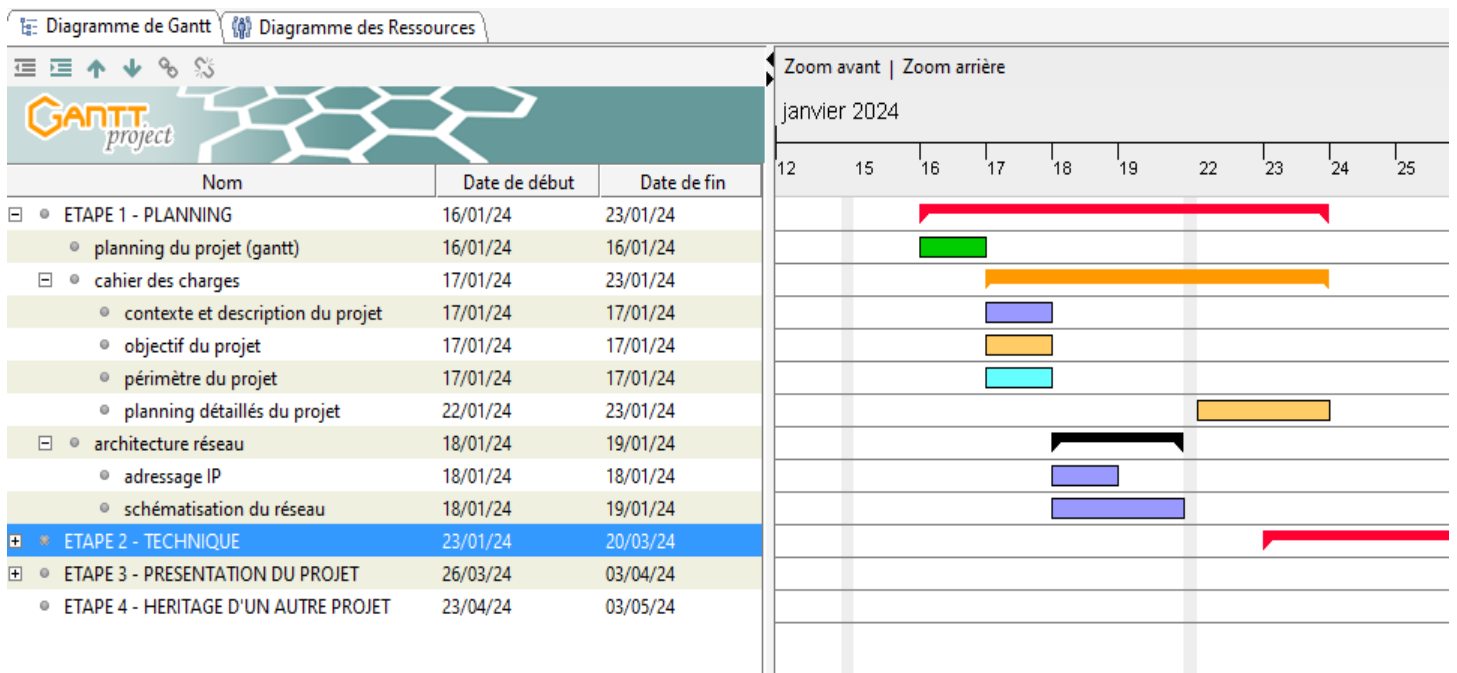 Diagramme de Gantt Diagramme des Ressources
Zoom avant | Zoom arrière
GANTT project
janvier 2024
12 15 16 17 18 19 22 23 24 25
Nom Date de début Date de fin
ETAPE 1 - PLANNING 16/01/24 23/01/24
planning du projet (gantt) 16/01/24 16/01/24
cahier des charges 17/01/24 23/01/24
contexte et description du projet 17/01/24 17/01/24
objectif du projet 17/01/24 17/01/24
périmètre du projet 17/01/24 17/01/24
planning détaillés du projet 22/01/24 23/01/24
architecture réseau 18/01/24 19/01/24
adressage IP 18/01/24 18/01/24
schématisation du réseau 18/01/24 19/01/24
ETAPE 2 - TECHNIQUE 23/01/24 20/03/24
ETAPE 3 - PRESENTATION DU PROJET 26/03/24 03/04/24
ETAPE 4 - HERITAGE D'UN AUTRE PROJET 23/04/24 03/05/24